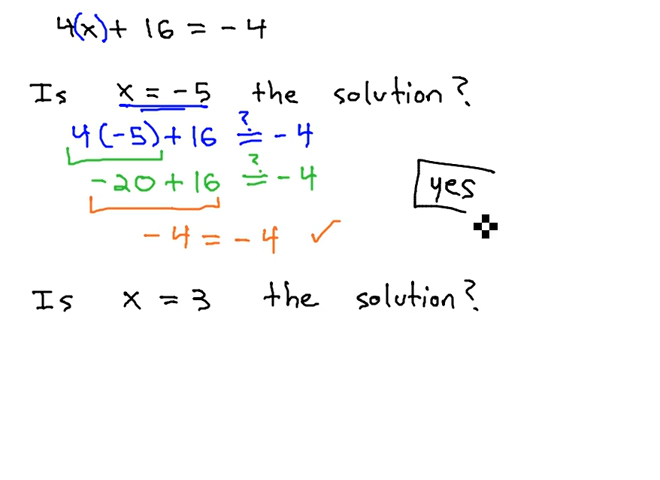 4(x) + 16 = -4
Is x = -5 the solution?
4(-5) + 16 ≟ -4
-20 + 16 ≟ -4
yes
-4 = -4 ✓
Is x = 3 the solution?